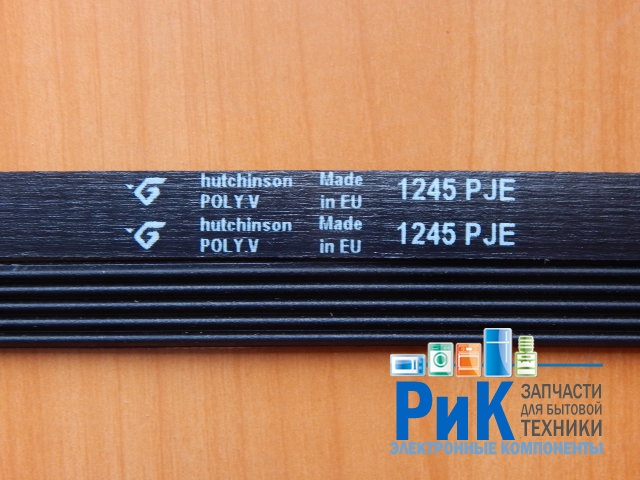 hutchinson Made 1245 PJE
POLY.V in EU
hutchinson Made 1245 PJE
POLY.V in EU
РиК ЗАПЧАСТИ
ДЛЯ БЫТОВОЙ
ТЕХНИКИ
ЭЛЕКТРОННЫЕ КОМПОНЕНТЫ